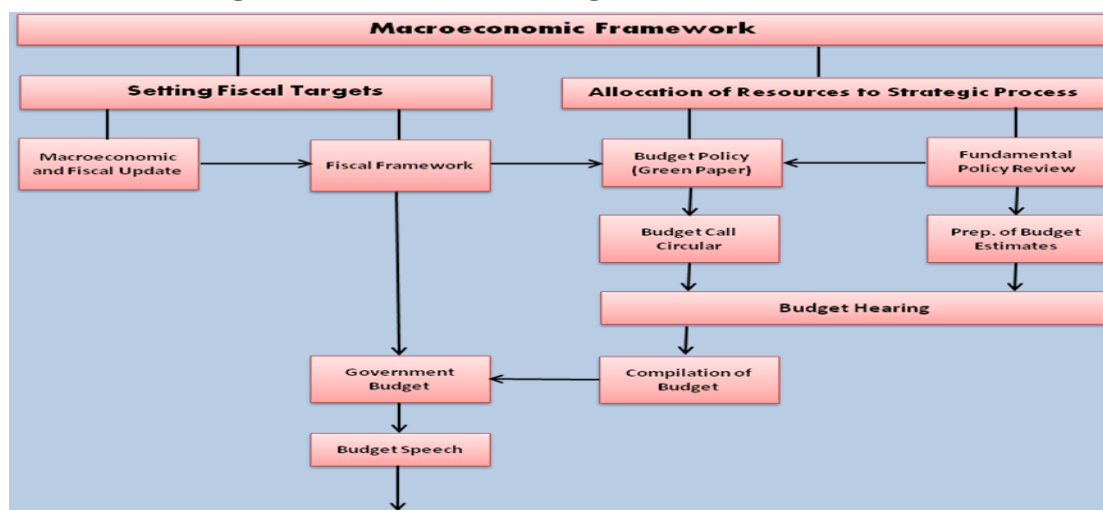 Macroeconomic Framework
Setting Fiscal Targets
Allocation of Resources to Strategic Process
Macroeconomic
and Fiscal Update
Fiscal Framework
Budget Policy
(Green Paper)
Fundamental
Policy Review
Budget Call
Circular
Prep. of Budget
Estimates
Budget Hearing
Government
Budget
Compilation of
Budget
Budget Speech